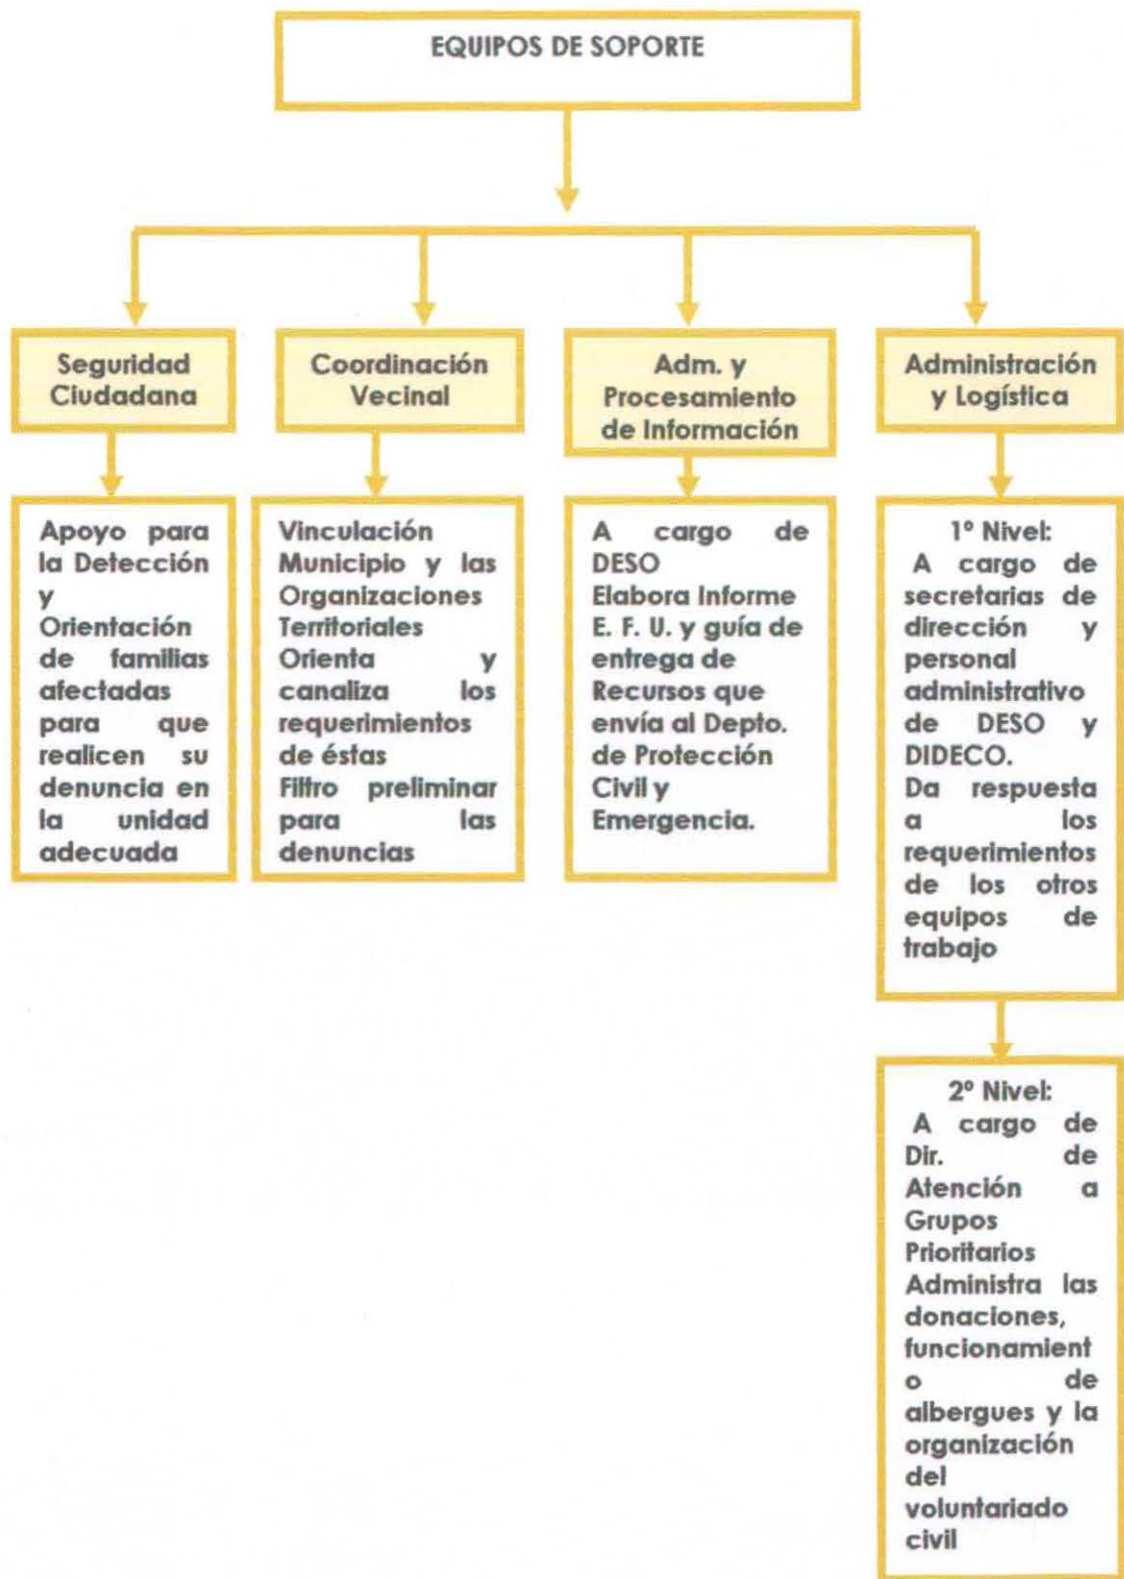 EQUIPOS DE SOPORTE
Seguridad
Ciudadana
Coordinación
Vecinal
Adm. y
Procesamiento
de Información
Administración
y Logística
Apoyo para
la Detección
y
Orientación
de familias
afectadas
para que
realicen su
denuncia en
la unidad
adecuada
Vinculación
Municipio y las
Organizaciones
Territoriales
Orienta y
canaliza los
requerimientos
de éstas
Filtro preliminar
para las
denuncias
A cargo de
DESO
Elabora Informe
E. F. U. y guía de
entrega de
Recursos que
envía al Depto.
de Protección
Civil y
Emergencia.
1º Nivel:
A cargo de
secretarias de
dirección y
personal
administrativo
de DESO y
DIDECO.
Da respuesta
a los
requerimientos
de los otros
equipos de
trabajo
2º Nivel:
A cargo de
Dir. de
Atención a
Grupos
Prioritarios
Administra las
donaciones,
funcionamient
o de
albergues y la
organización
del
voluntariado
civil